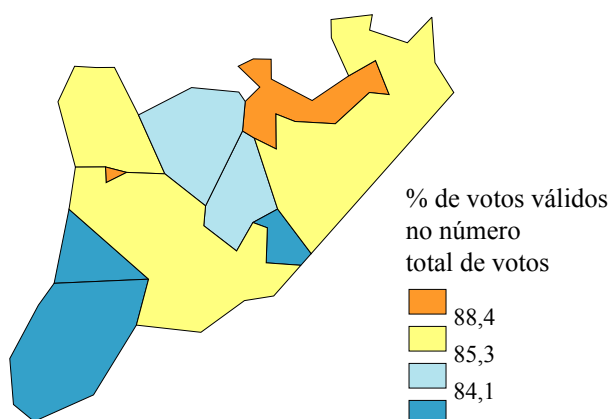 % de votos válidos
no número
total de votos
88,4
85,3
84,1